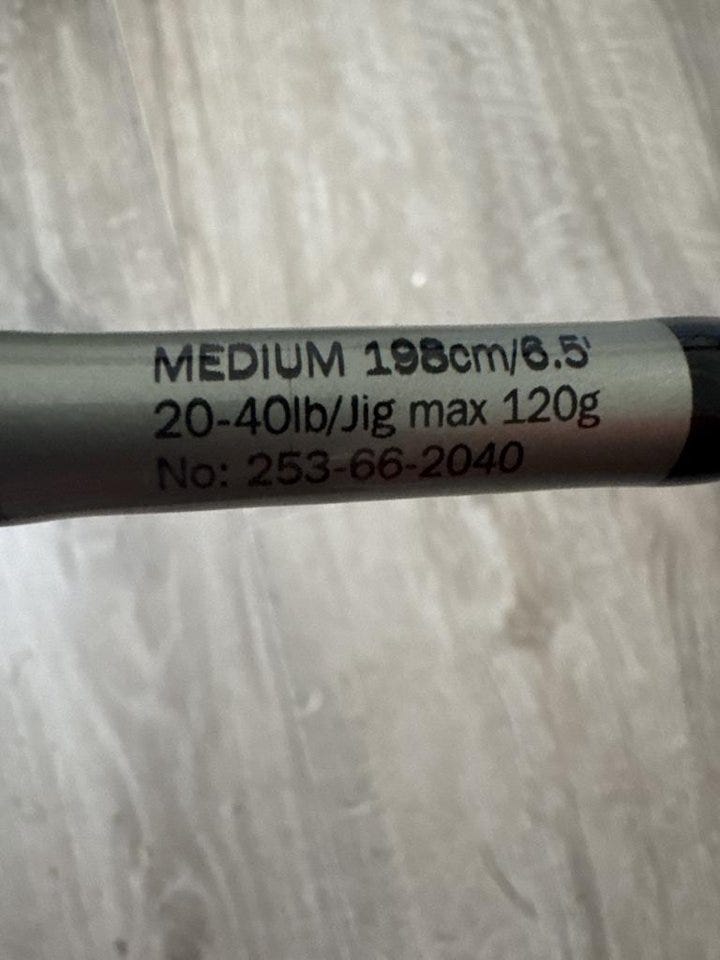 MEDIUM 198cm/6.5'
20-40lb/Jig max 120g
No: 253-66-2040